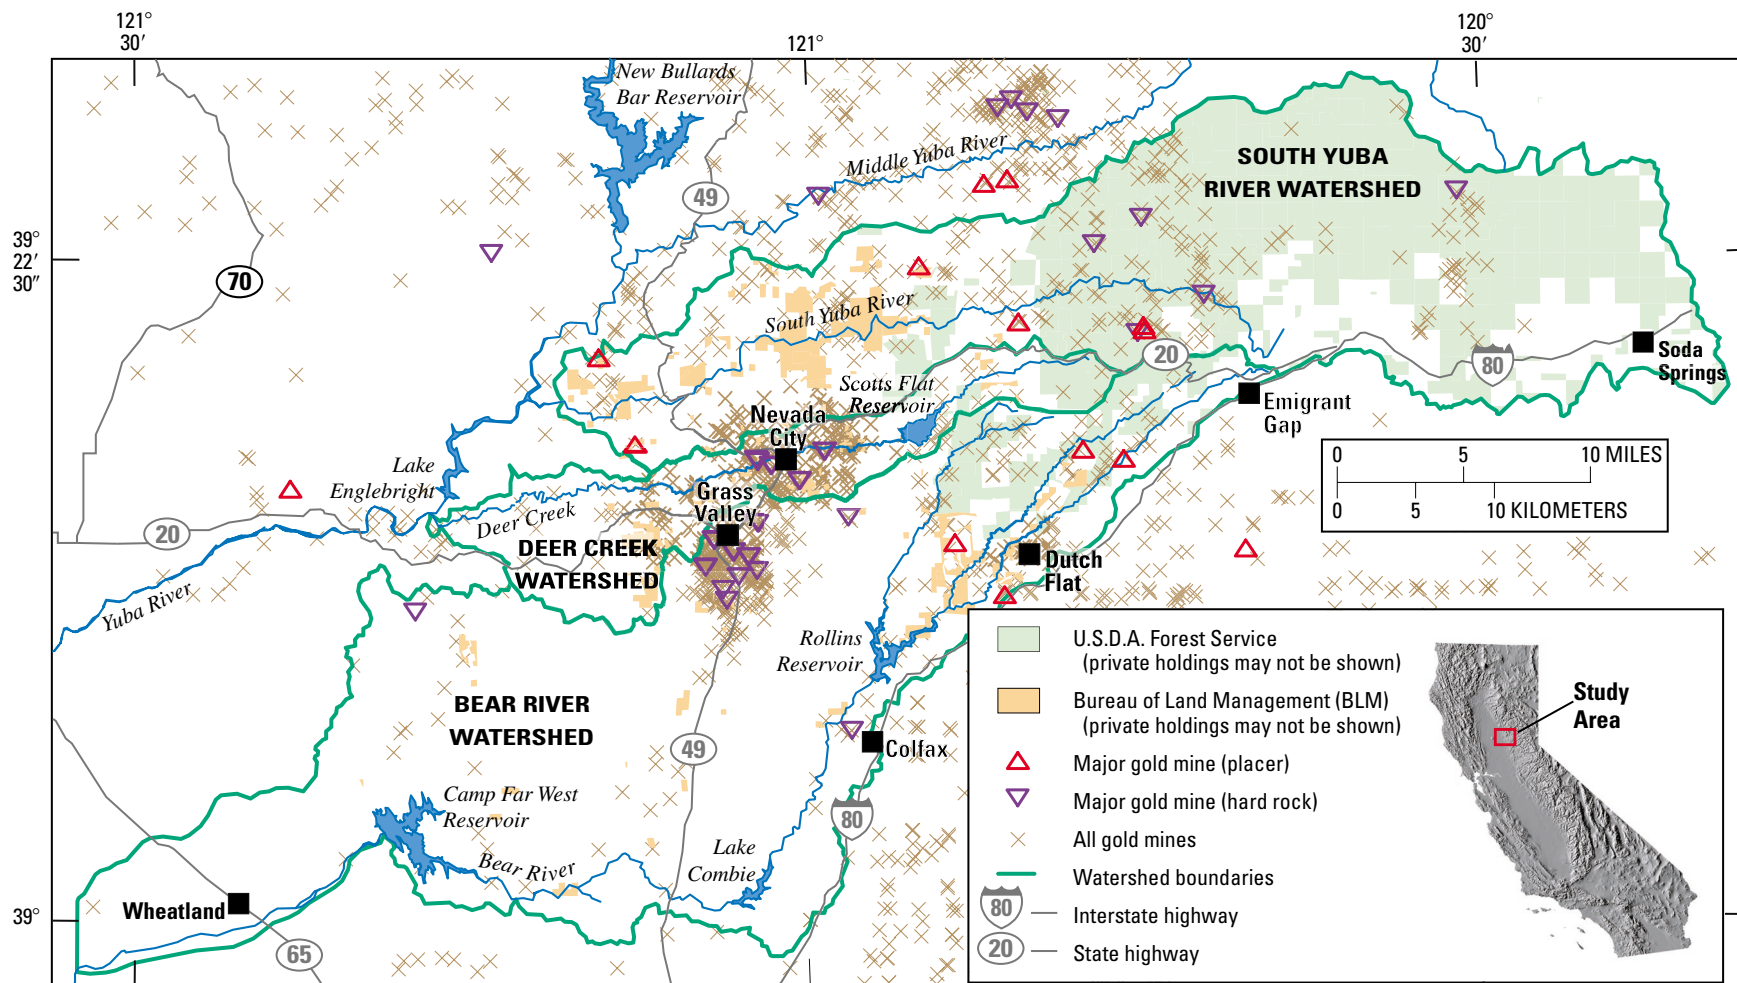 121°
30′
121°
120°
30′
39°
22′
30″
39°
New Bullards
Bar Reservoir
Middle Yuba River
SOUTH YUBA
RIVER WATERSHED
49
70
South Yuba River
20
80
Soda
Springs
Scotts Flat
Reservoir
Nevada
City
Emigrant
Gap
0 5 10 MILES
0 5 10 KILOMETERS
Lake
Englebright
Grass
Valley
Deer Creek
20
DEER CREEK
WATERSHED
Dutch
Flat
Yuba River
Rollins
Reservoir
BEAR RIVER
WATERSHED
49
Colfax
Camp Far West
Reservoir
80
Bear River
Lake
Combie
Wheatland
65
U.S.D.A. Forest Service
(private holdings may not be shown)
Bureau of Land Management (BLM)
(private holdings may not be shown)
Major gold mine (placer)
Major gold mine (hard rock)
All gold mines
Watershed boundaries
80 Interstate highway
20 State highway
Study
Area